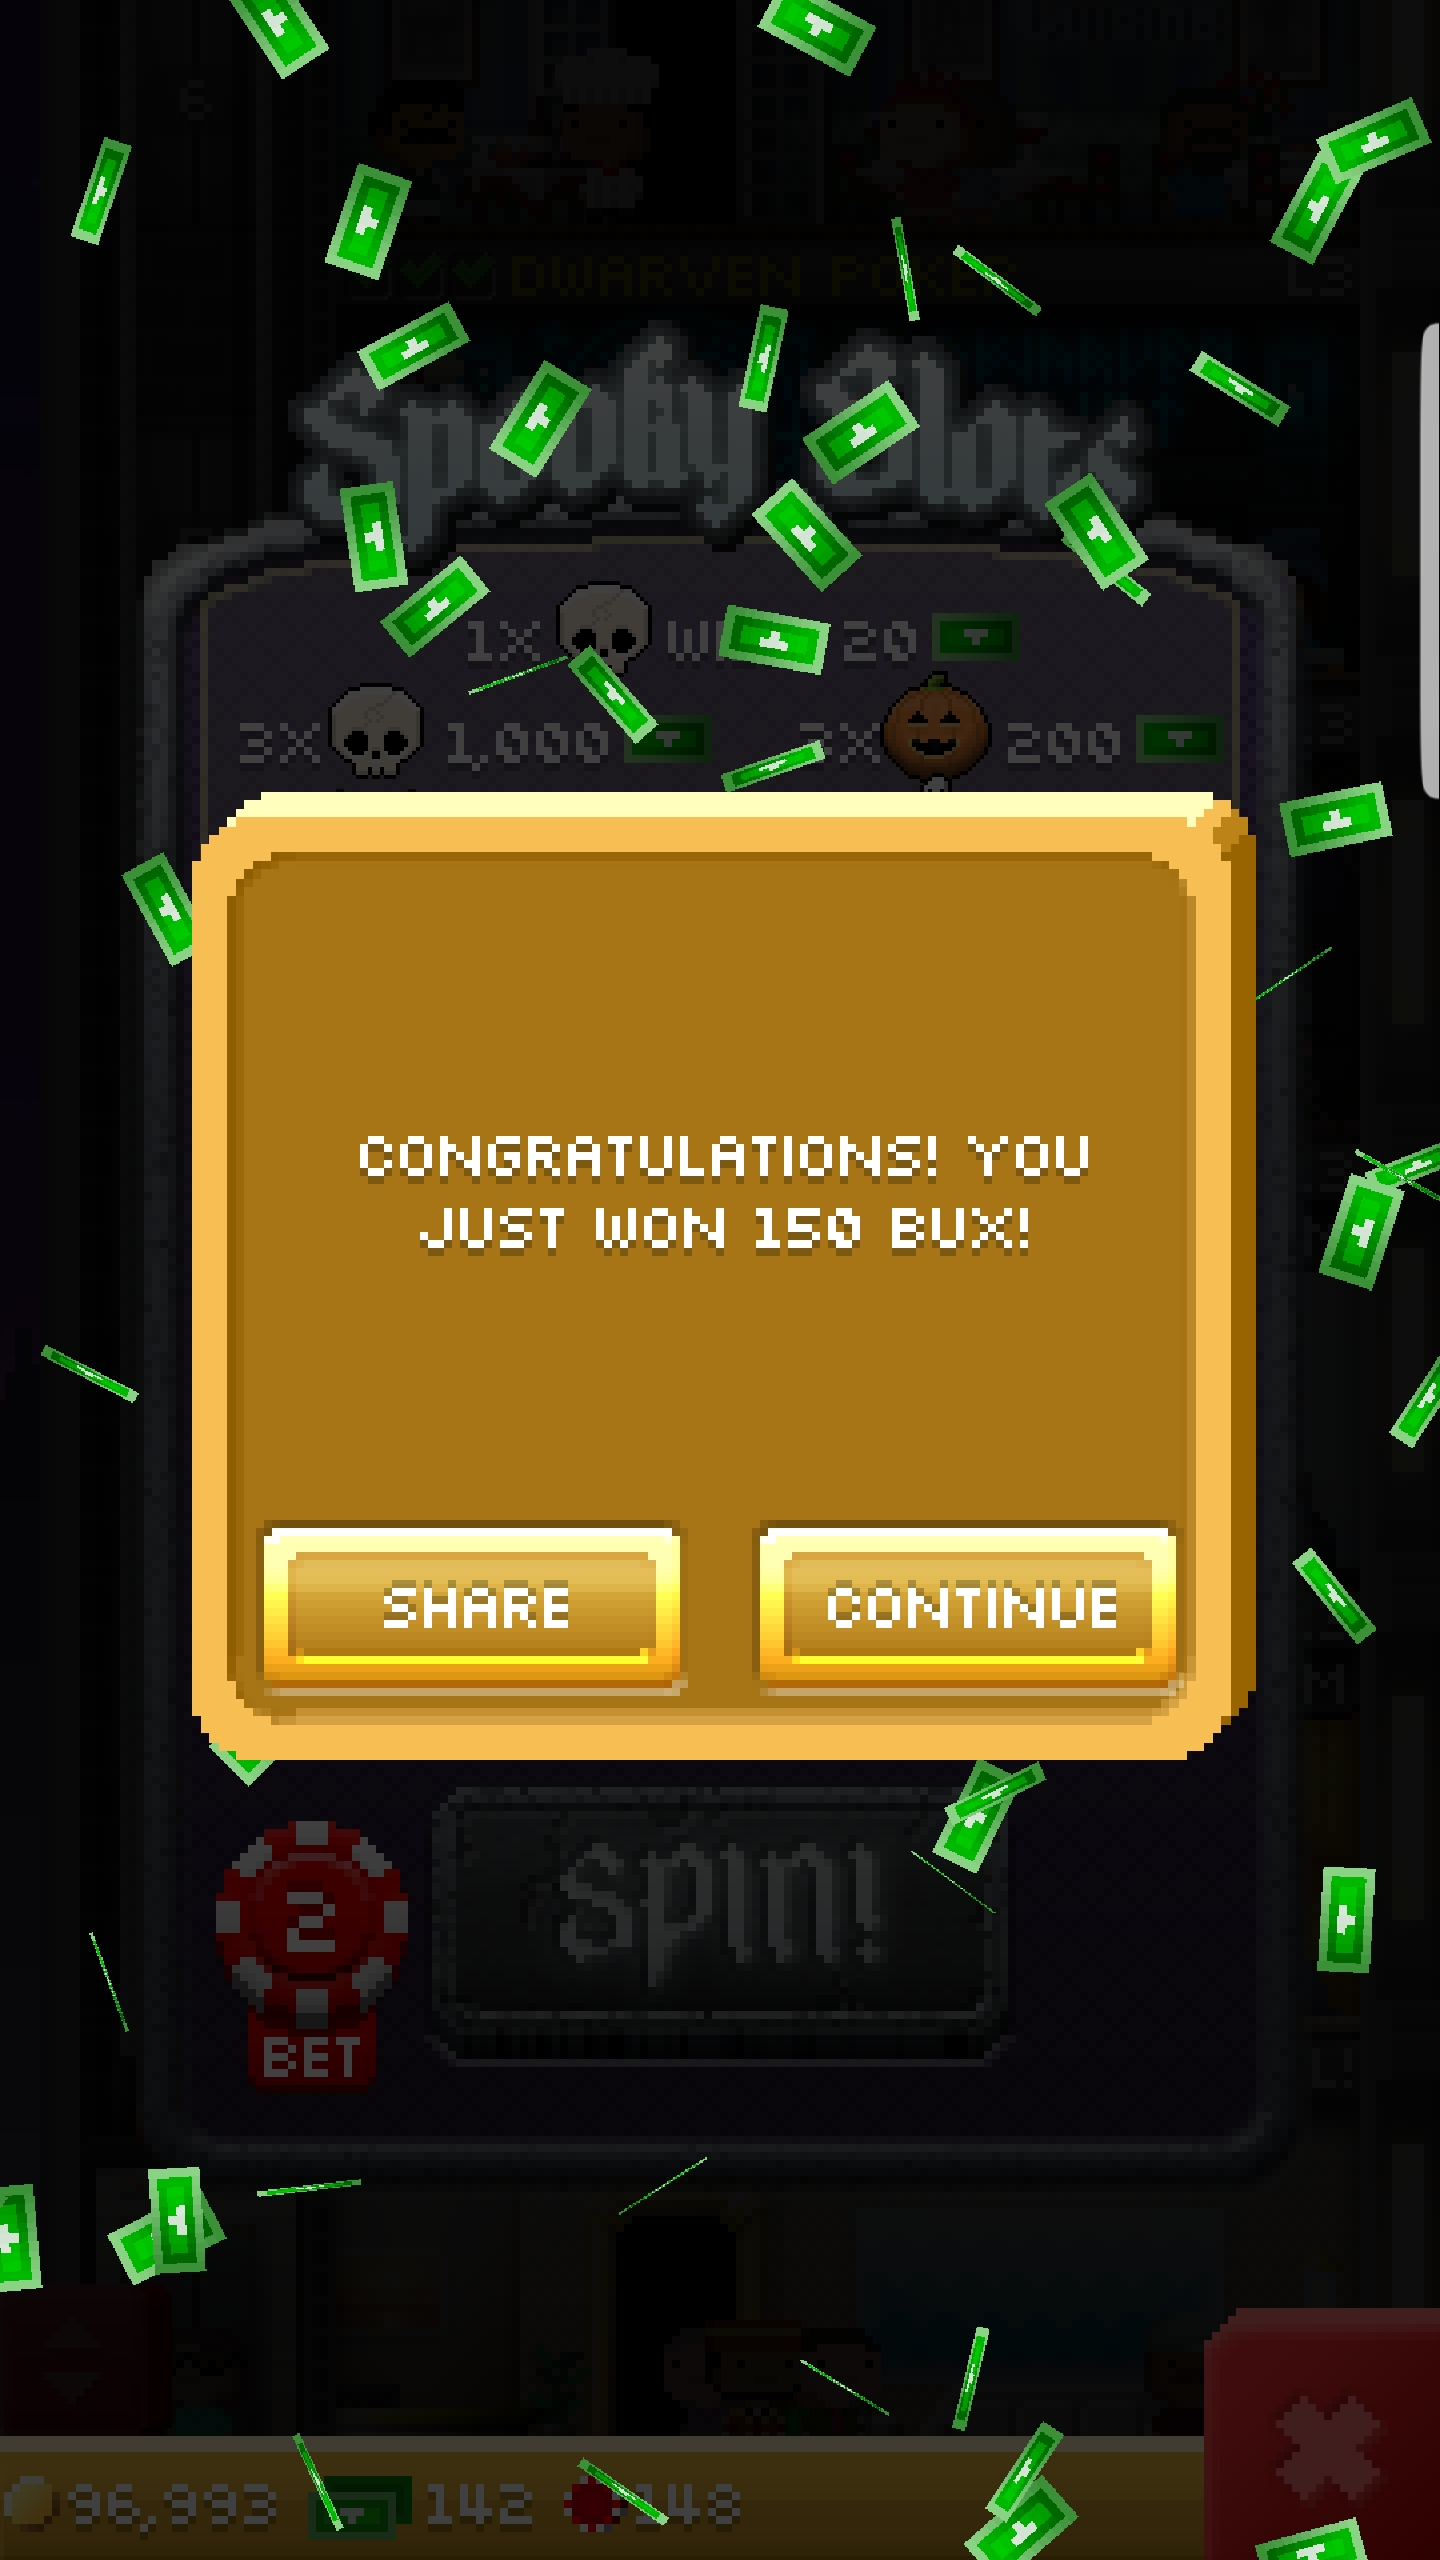 DWARVEN POKER
Spooky Slots
1X WILD 20
3X 1,000 3X 200
CONGRATULATIONS! YOU
JUST WON 150 BUX!
SHARE CONTINUE
2 SPIN!
BET
96,993 142 148